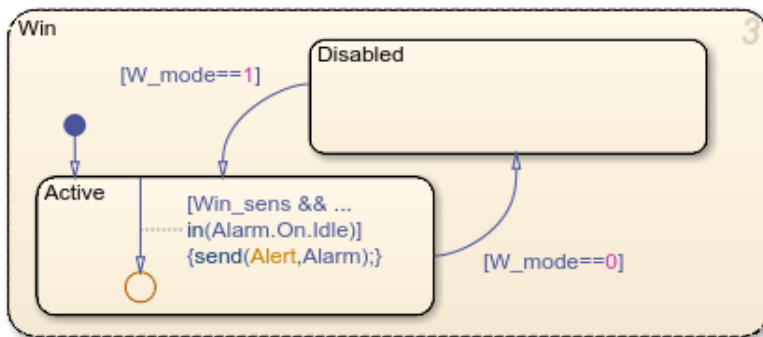 Win
3
Disabled
[W_mode==1]
Active
[Win_sens && ...
in(Alarm.On.Idle)]
{send(Alert,Alarm);}
[W_mode==0]